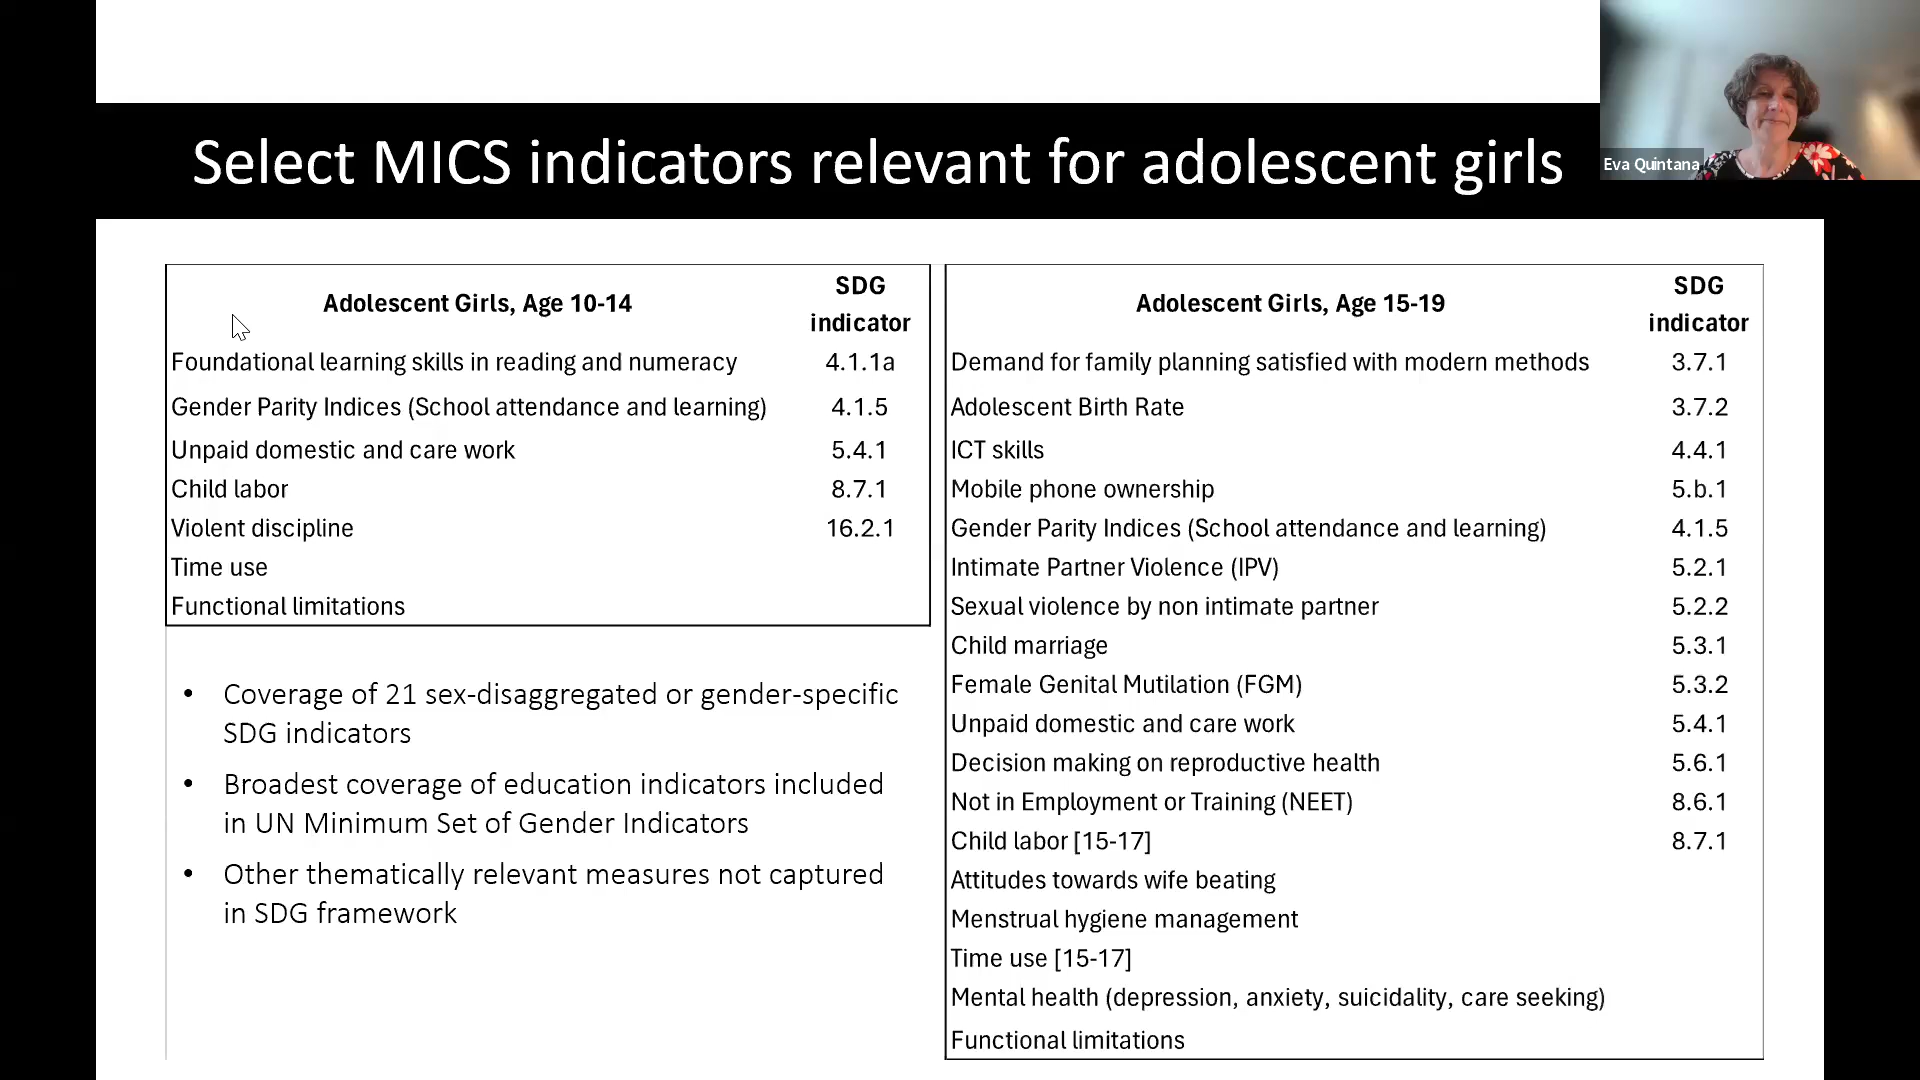 Select MICS indicators relevant for adolescent girls
Eva Quintana
Adolescent Girls, Age 10-14
SDG
indicator
Foundational learning skills in reading and numeracy 4.1.1a
Gender Parity Indices (School attendance and learning) 4.1.5
Unpaid domestic and care work 5.4.1
Child labor 8.7.1
Violent discipline 16.2.1
Time use
Functional limitations
• Coverage of 21 sex-disaggregated or gender-specific
SDG indicators
• Broadest coverage of education indicators included
in UN Minimum Set of Gender Indicators
• Other thematically relevant measures not captured
in SDG framework
Adolescent Girls, Age 15-19
SDG
indicator
Demand for family planning satisfied with modern methods 3.7.1
Adolescent Birth Rate 3.7.2
ICT skills 4.4.1
Mobile phone ownership 5.b.1
Gender Parity Indices (School attendance and learning) 4.1.5
Intimate Partner Violence (IPV) 5.2.1
Sexual violence by non intimate partner 5.2.2
Child marriage 5.3.1
Female Genital Mutilation (FGM) 5.3.2
Unpaid domestic and care work 5.4.1
Decision making on reproductive health 5.6.1
Not in Employment or Training (NEET) 8.6.1
Child labor [15-17] 8.7.1
Attitudes towards wife beating
Menstrual hygiene management
Time use [15-17]
Mental health (depression, anxiety, suicidality, care seeking)
Functional limitations